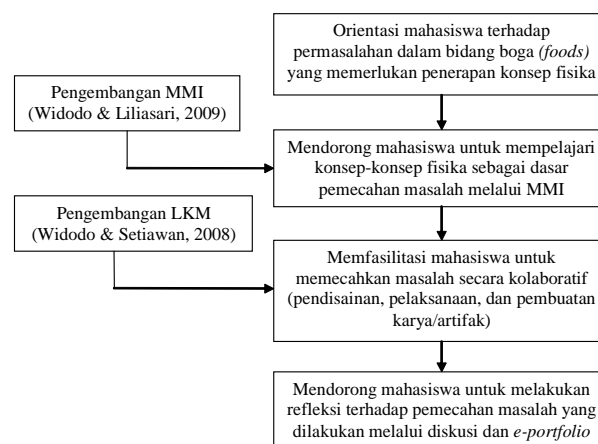 Orientasi mahasiswa terhadap
permasalahan dalam bidang boga (foods)
yang memerlukan penerapan konsep fisika
Pengembangan MMI
(Widodo & Liliasari, 2009)
Mendorong mahasiswa untuk mempelajari
konsep-konsep fisika sebagai dasar
pemecahan masalah melalui MMI
Pengembangan LKM
(Widodo & Setiawan, 2008)
Memfasilitasi mahasiswa untuk
memecahkan masalah secara kolaboratif
(pendisainan, pelaksanaan, dan pembuatan
karya/artifak)
Mendorong mahasiswa untuk melakukan
refleksi terhadap pemecahan masalah yang
dilakukan melalui diskusi dan e-portfolio